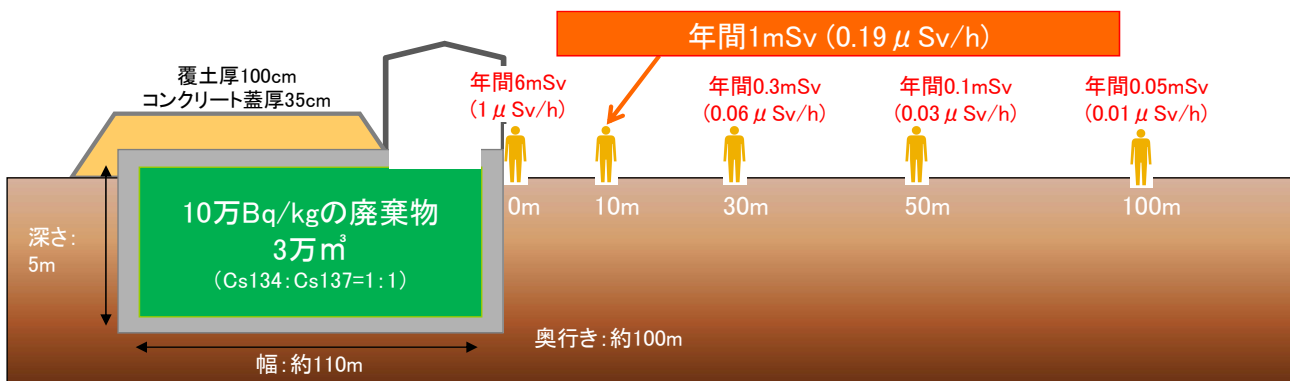 年間1mSv (0.19μSv/h)
覆土厚100cm
コンクリート蓋厚35cm
年間6mSv
(1μSv/h)
年間0.3mSv
(0.06μSv/h)
年間0.1mSv
(0.03μSv/h)
年間0.05mSv
(0.01μSv/h)
0m
10m
30m
50m
100m
深さ:
5m
10万Bq/kgの廃棄物
3万㎥
(Cs134:Cs137=1:1)
幅:約110m
奥行き:約100m